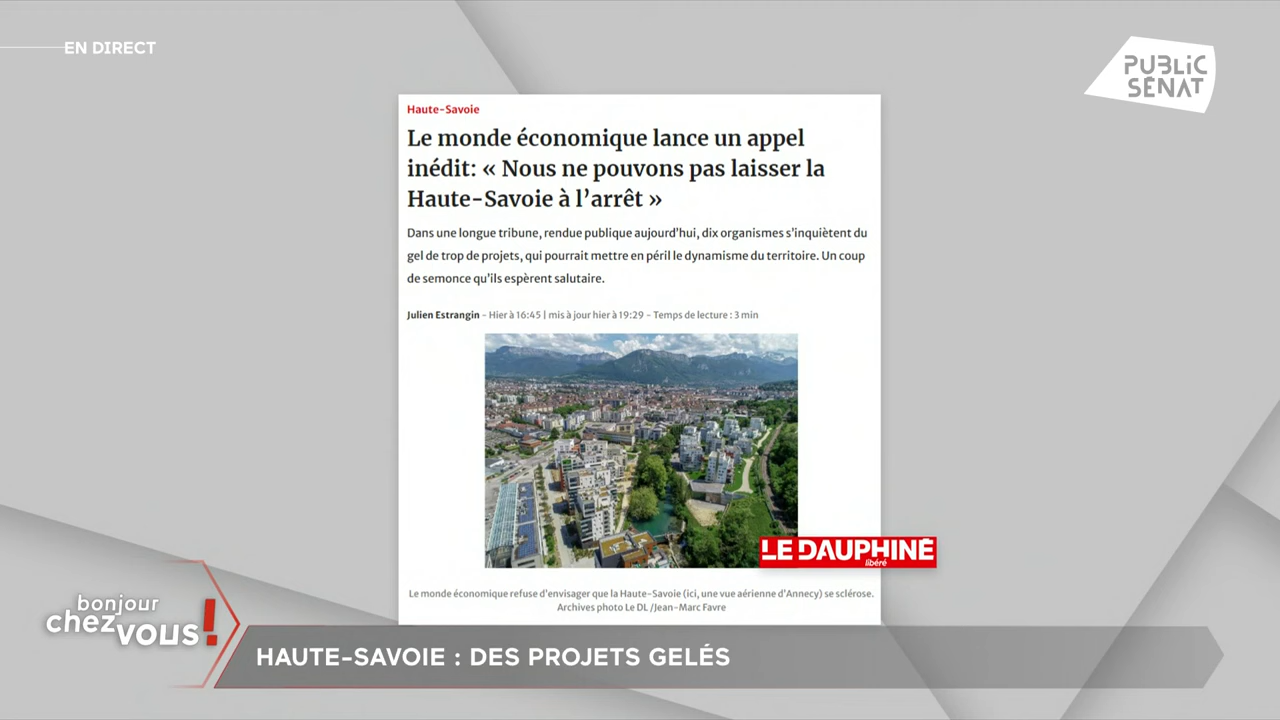 EN DIRECT
PUBLIC
SÉNAT
Haute-Savoie
Le monde économique lance un appel
inédit: « Nous ne pouvons pas laisser la
Haute-Savoie à l’arrêt »
Dans une longue tribune, rendue publique aujourd’hui, dix organismes s’inquiètent du
gel de trop de projets, qui pourrait mettre en péril le dynamisme du territoire. Un coup
de semonce qu’ils espèrent salutaire.
Julien Estrangin - Hier à 16:45 | mis à jour hier à 19:29 - Temps de lecture : 3 min
LE DAUPHINÉ
libéré
Le monde économique refuse d’envisager que la Haute-Savoie (ici, une vue aérienne d’Annecy) se sclérose.
Archives photo Le DL /Jean-Marc Favre
bonjour
chez vous !
HAUTE-SAVOIE : DES PROJETS GELÉS